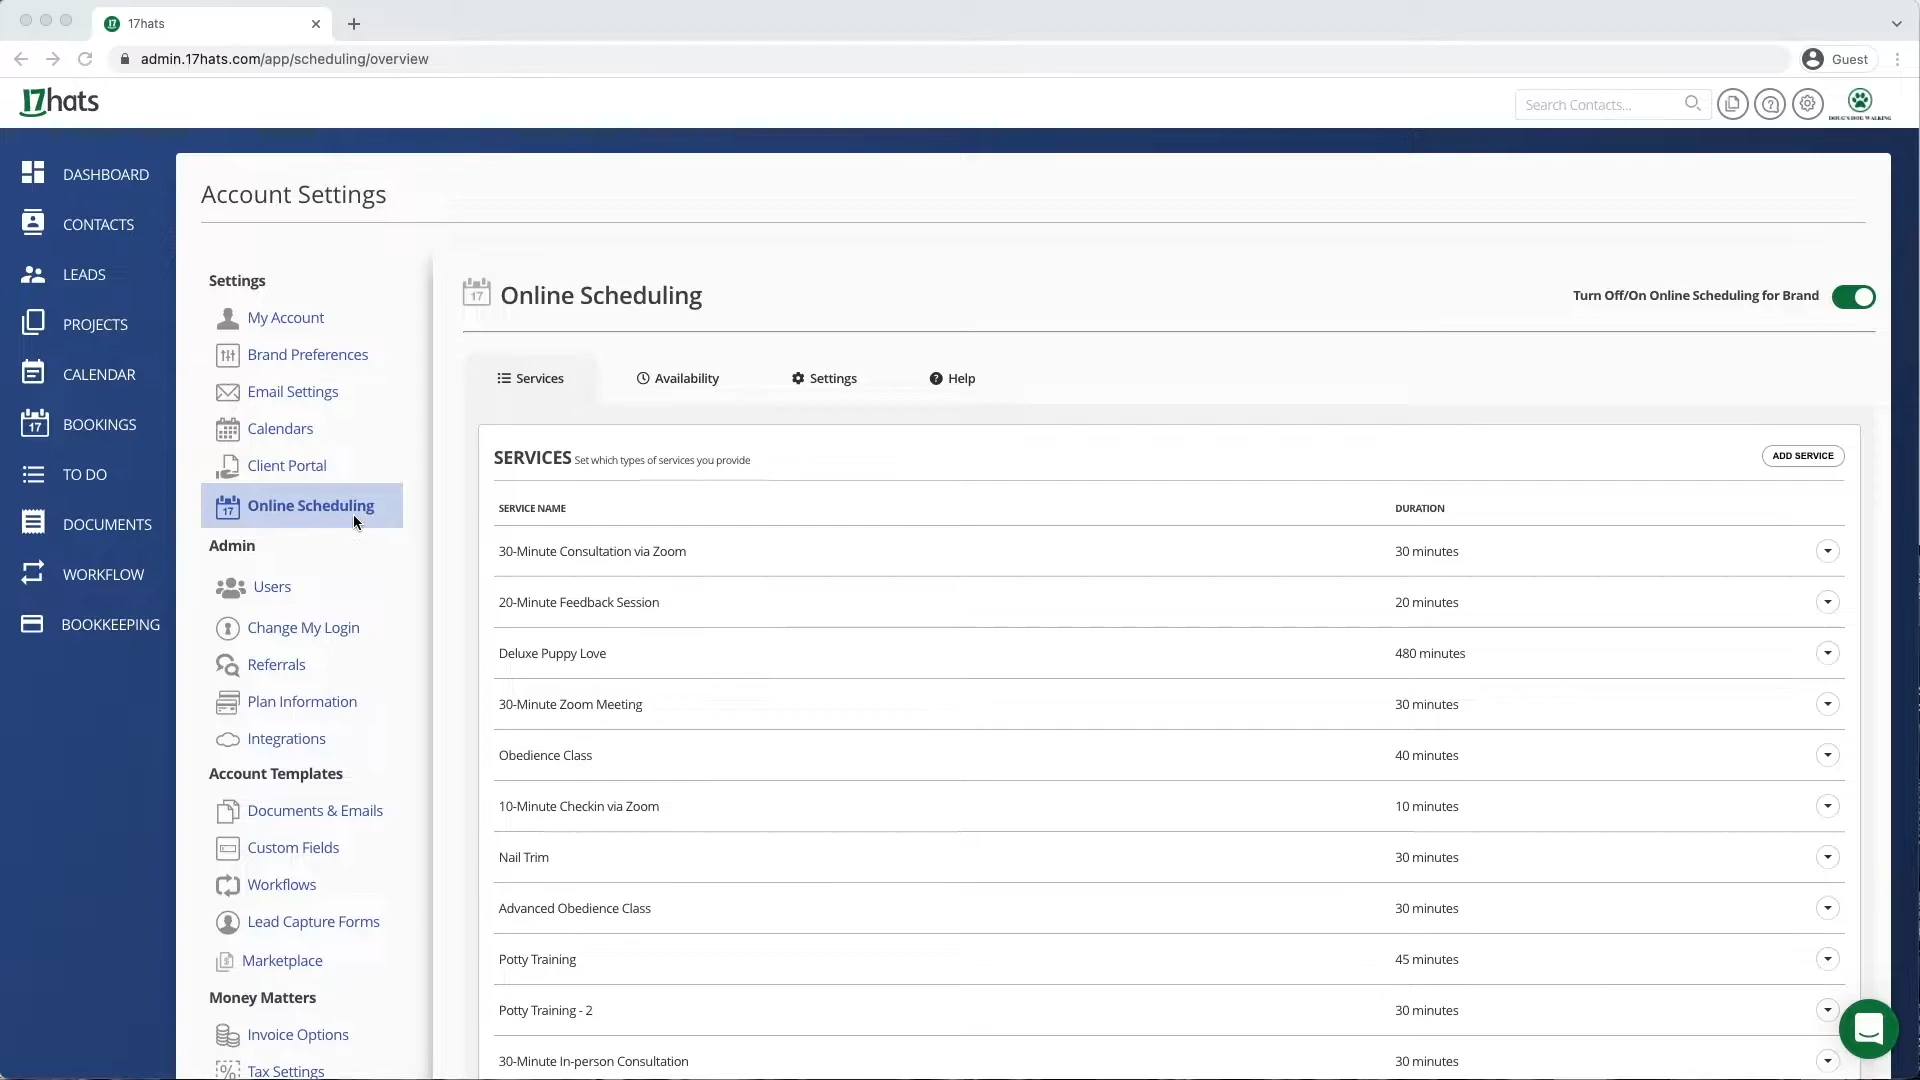 17hats
admin.17hats.com/app/scheduling/overview
Guest
17hats
Search Contacts...
DOUG'S DOG WALKING
DASHBOARD
CONTACTS
LEADS
PROJECTS
CALENDAR
17 BOOKINGS
TO DO
DOCUMENTS
WORKFLOW
BOOKKEEPING
Account Settings
Settings
My Account
Brand Preferences
Email Settings
Calendars
Client Portal
17 Online Scheduling
Admin
Users
Change My Login
Referrals
Plan Information
Integrations
Account Templates
Documents & Emails
Custom Fields
Workflows
Lead Capture Forms
Marketplace
Money Matters
Invoice Options
Tax Settings
17 Online Scheduling
Turn Off/On Online Scheduling for Brand
Services Availability Settings Help
SERVICES Set which types of services you provide
ADD SERVICE
SERVICE NAME DURATION
30-Minute Consultation via Zoom 30 minutes
20-Minute Feedback Session 20 minutes
Deluxe Puppy Love 480 minutes
30-Minute Zoom Meeting 30 minutes
Obedience Class 40 minutes
10-Minute Checkin via Zoom 10 minutes
Nail Trim 30 minutes
Advanced Obedience Class 30 minutes
Potty Training 45 minutes
Potty Training - 2 30 minutes
30-Minute In-person Consultation 30 minutes